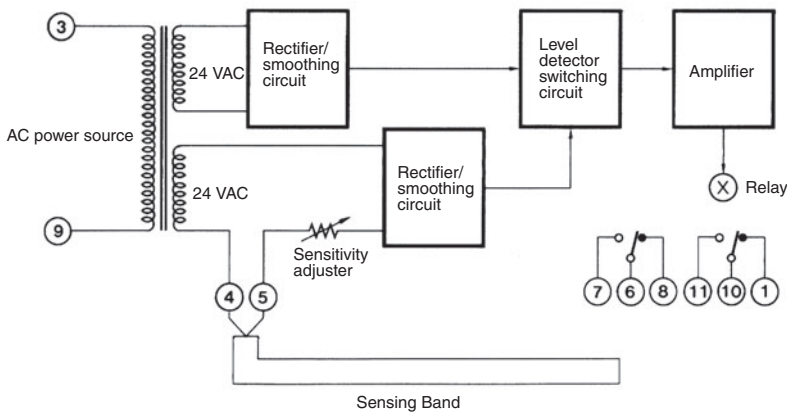 3
24 VAC
Rectifier/
smoothing
circuit
Level
detector
switching
circuit
Amplifier
AC power source
24 VAC
Rectifier/
smoothing
circuit
X Relay
9
Sensitivity
adjuster
4 5
7 6 8 11 10 1
Sensing Band